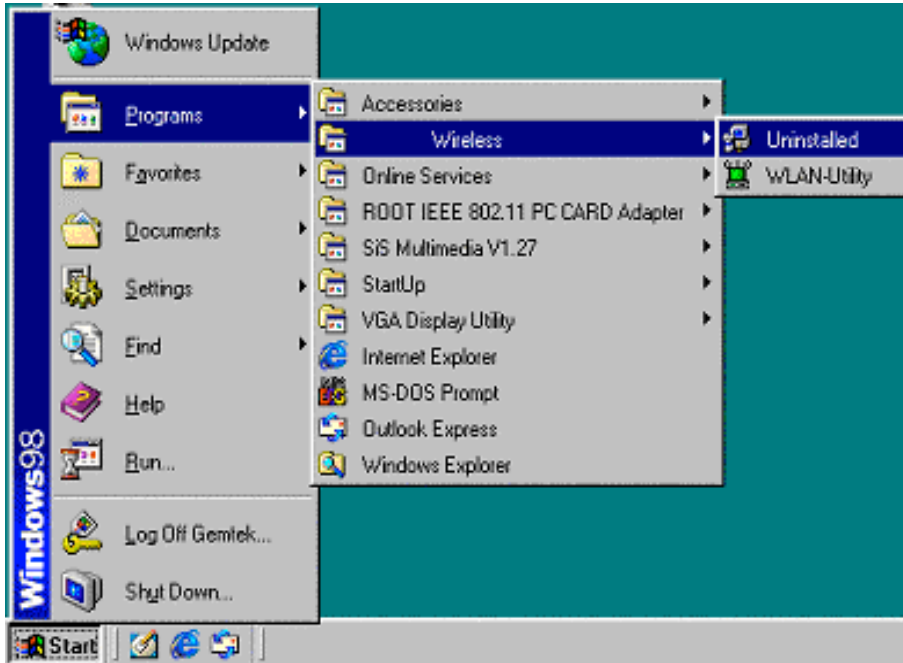 Windows Update
Programs
Favorites
Documents
Settings
Find
Help
Run...
Log Off Gemtek...
Shut Down...
Windows98
Start
Accessories
Wireless
Online Services
ROOT IEEE 802.11 PC CARD Adapter
SiS Multimedia V1.27
StartUp
VGA Display Utility
Internet Explorer
MS-DOS Prompt
Outlook Express
Windows Explorer
Uninstalled
WLAN-Utility